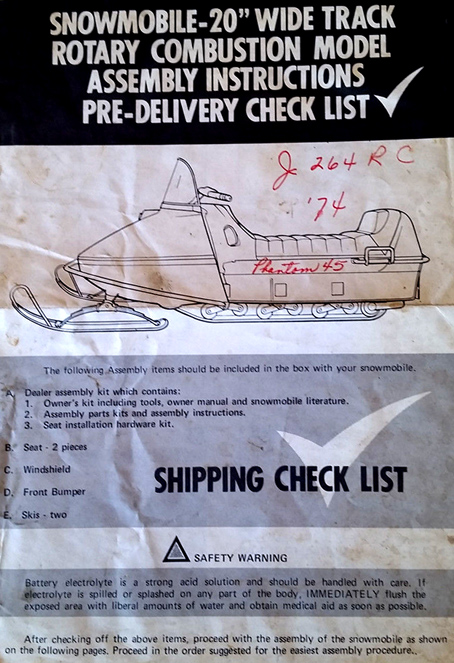 SNOWMOBILE-20" WIDE TRACK
ROTARY COMBUSTION MODEL
ASSEMBLY INSTRUCTIONS
PRE-DELIVERY CHECK LIST
J 264 R C
'74
Phantom 45
The following Assembly items should be included in the box with your snowmobile.
A. Dealer assembly kit which contains:
1. Owner's kit including tools, owner manual and snowmobile literature.
2. Assembly parts kits and assembly instructions.
3. Seat installation hardware kit.
B. Seat - 2 pieces
C. Windshield
D. Front Bumper
E. Skis - two
SHIPPING CHECK LIST
SAFETY WARNING
Battery electrolyte is a strong acid solution and should be handled with care. If
electrolyte is spilled or splashed on any part of the body, IMMEDIATELY flush the
exposed area with liberal amounts of water and obtain medical aid as soon as possible.
After checking off the above items, proceed with the assembly of the snowmobile as shown
on the following pages. Proceed in the order suggested for the easiest assembly procedure.